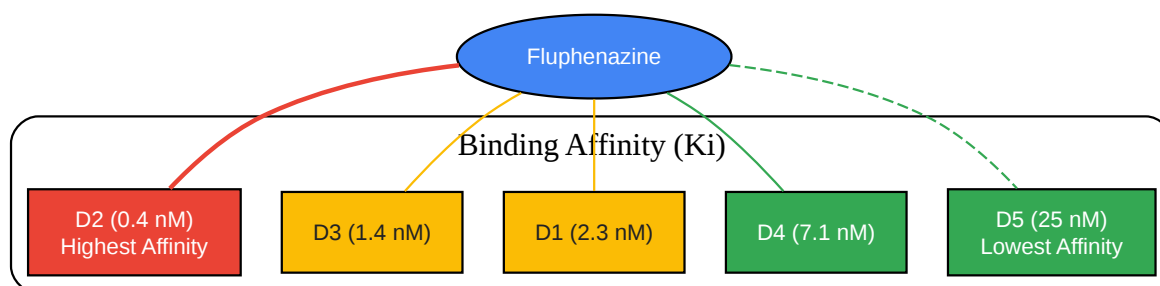 Fluphenazine
Binding Affinity (Ki)
D2 (0.4 nM)
Highest Affinity
D3 (1.4 nM)
D1 (2.3 nM)
D4 (7.1 nM)
D5 (25 nM)
Lowest Affinity